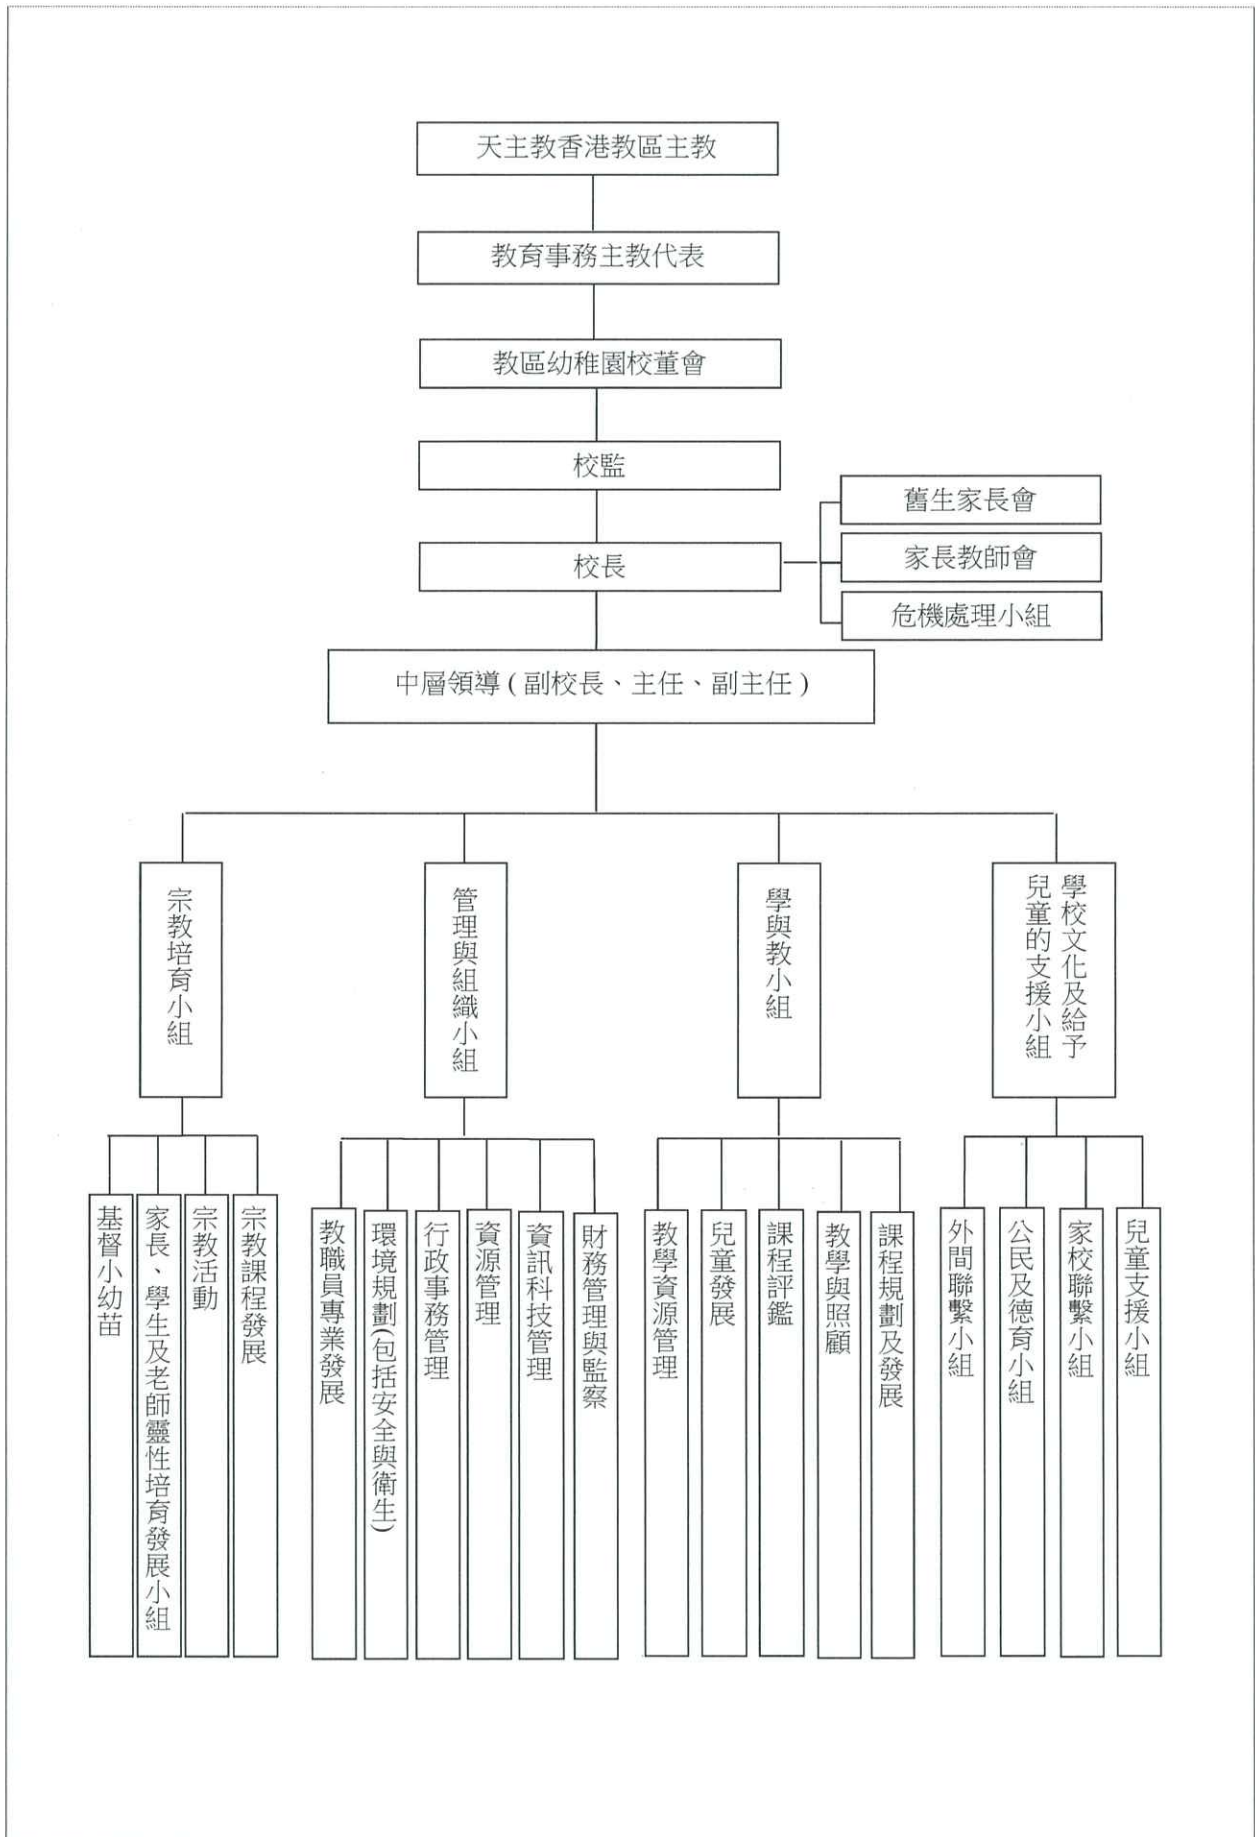 天主教香港教區主教
教育事務主教代表
教區幼稚園校董會
校監
校長
舊生家長會
家長教師會
危機處理小組
中層領導 ( 副校長、主任、副主任 )
宗教培育小組
管理與組織小組
學與教小組
學校文化及給予
兒童的支援小組
基督小幼苗
家長、學生及老師靈性培育發展小組
宗教活動
宗教課程發展
教職員專業發展
環境規劃(包括安全與衛生)
行政事務管理
資源管理
資訊科技管理
財務管理與監察
教學資源管理
兒童發展
課程評鑑
教學與照顧
課程規劃及發展
外間聯繫小組
公民及德育小組
家校聯繫小組
兒童支援小組